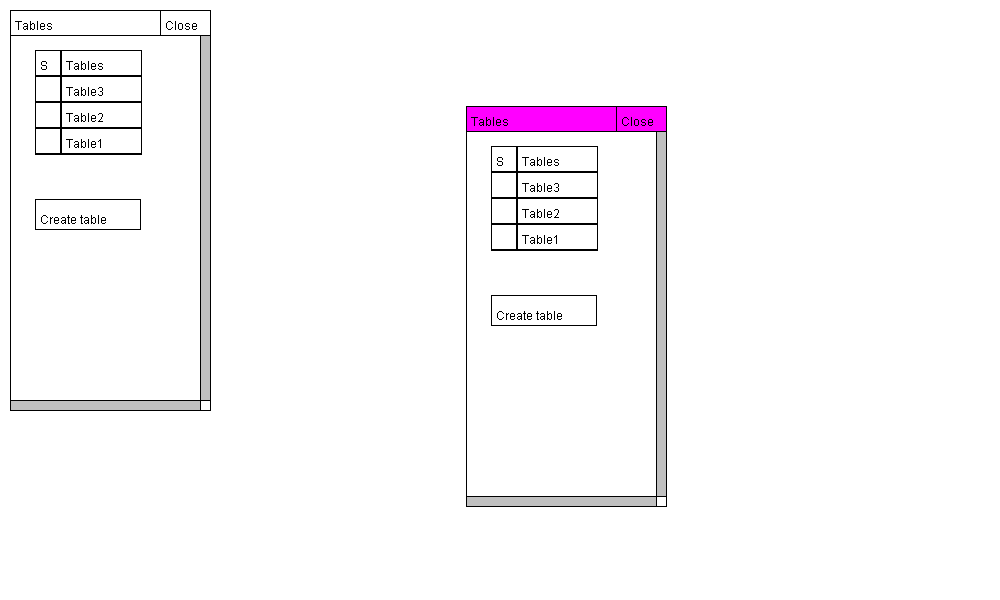 Tables Close
S Tables
Table3
Table2
Table1
Create table
Tables Close
S Tables
Table3
Table2
Table1
Create table